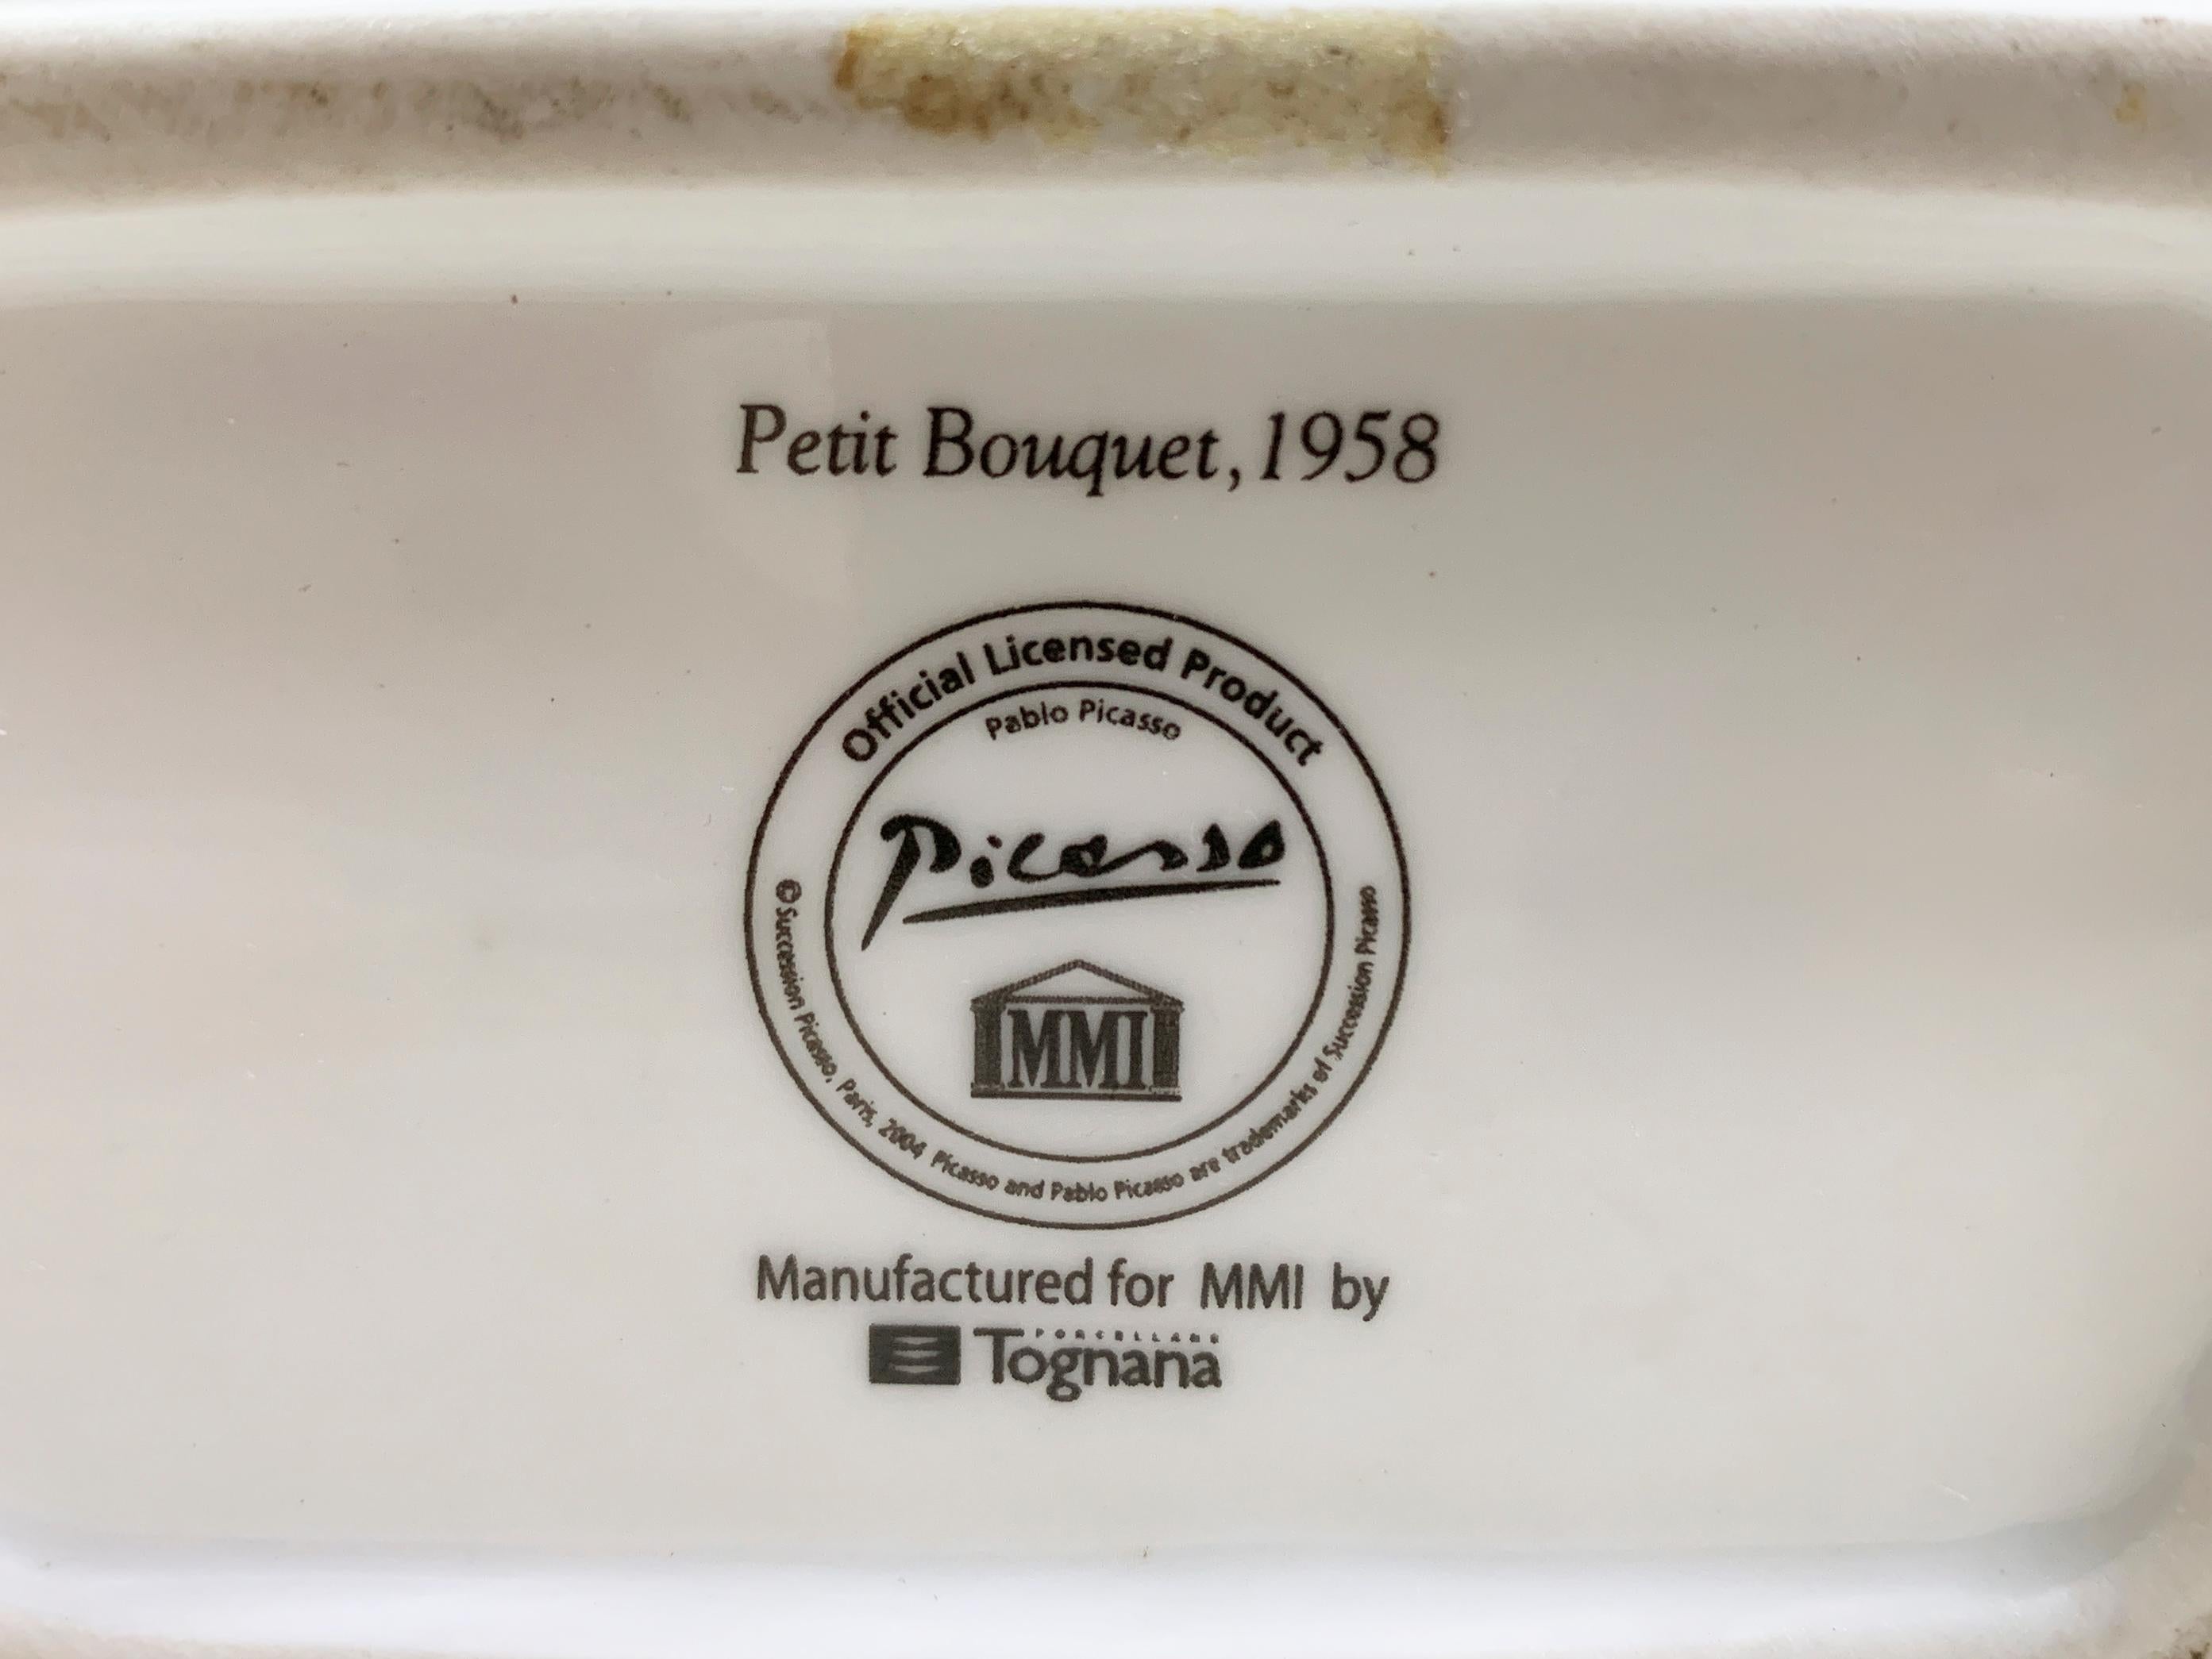 Petit Bouquet, 1958
Official Licensed Product
Pablo Picasso
Picasso
MMI
© Succession Picasso, Paris, 2004 Picasso and Pablo Picasso are trademarks of Succession Picasso
Manufactured for MMI by
PORCELLANE
Tognana